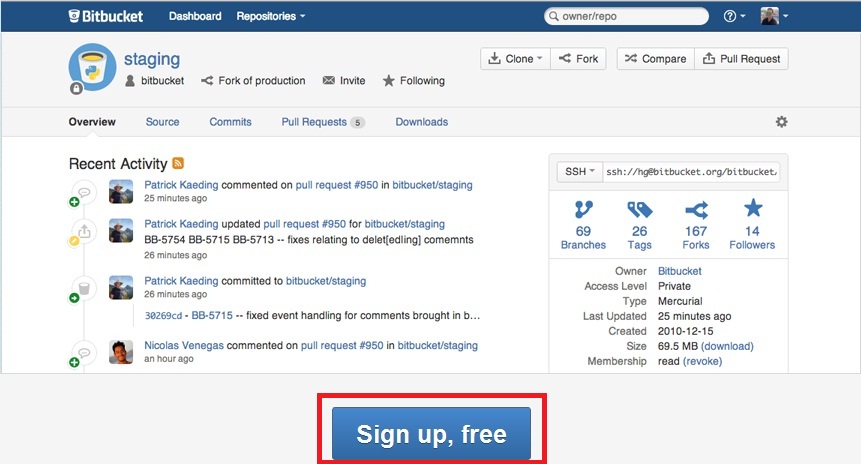 Bitbucket Dashboard Repositories owner/repo
staging
bitbucket Fork of production Invite Following
Clone Fork Compare Pull Request
Overview Source Commits Pull Requests 5 Downloads
Recent Activity
Patrick Kaeding commented on pull request #950 in bitbucket/staging
25 minutes ago
Patrick Kaeding updated pull request #950 for bitbucket/staging
BB-5754 BB-5715 BB-5713 -- fixes relating to delet[ed|ing] comemnts
26 minutes ago
Patrick Kaeding committed to bitbucket/staging
26 minutes ago
30269cd - BB-5715 -- fixed event handling for comments brought in b…
Nicolas Venegas commented on pull request #950 in bitbucket/staging
an hour ago
SSH ssh://hg@bitbucket.org/bitbucket/
69 Branches
26 Tags
167 Forks
14 Followers
Owner Bitbucket
Access Level Private
Type Mercurial
Last Updated 25 minutes ago
Created 2010-12-15
Size 69.5 MB (download)
Membership read (revoke)
Sign up, free